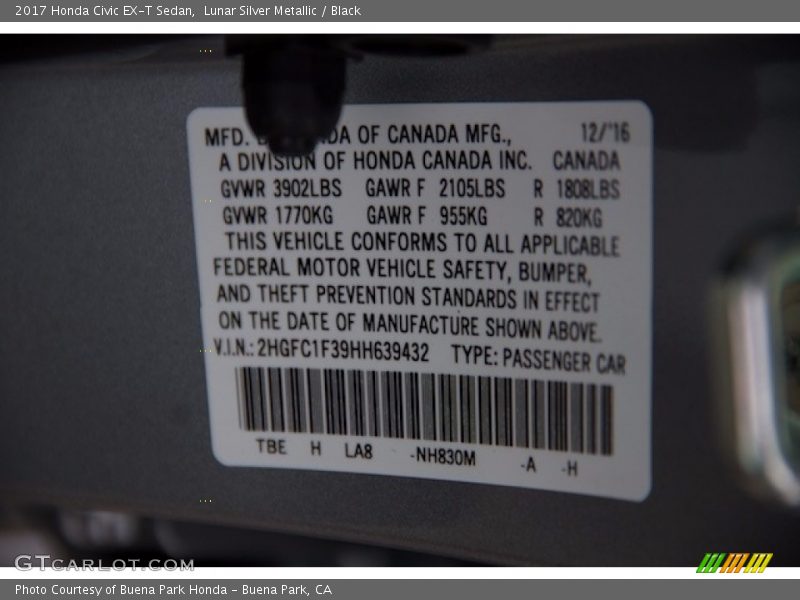 2017 Honda Civic EX-T Sedan, Lunar Silver Metallic / Black
MFD. DA OF CANADA MFG., 12/'16
A DIVISION OF HONDA CANADA INC. CANADA
GVWR 3902LBS GAWR F 2105LBS R 1808LBS
GVWR 1770KG GAWR F 955KG R 820KG
THIS VEHICLE CONFORMS TO ALL APPLICABLE
FEDERAL MOTOR VEHICLE SAFETY, BUMPER,
AND THEFT PREVENTION STANDARDS IN EFFECT
ON THE DATE OF MANUFACTURE SHOWN ABOVE.
V.I.N.: 2HGFC1F39HH639432 TYPE: PASSENGER CAR
TBE H LA8 -NH830M -A -H
GTCARLOT.COM
Photo Courtesy of Buena Park Honda - Buena Park, CA